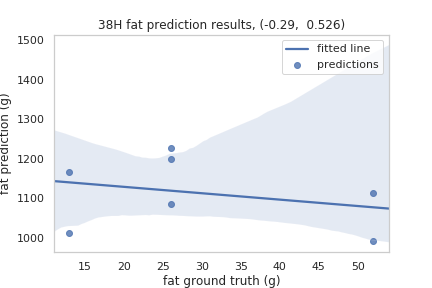 38H fat prediction results, (-0.29,  0.526)
fitted line
predictions
1500
1400
1300
1200
1100
1000
fat prediction (g)
15 20 25 30 35 40 45 50
fat ground truth (g)